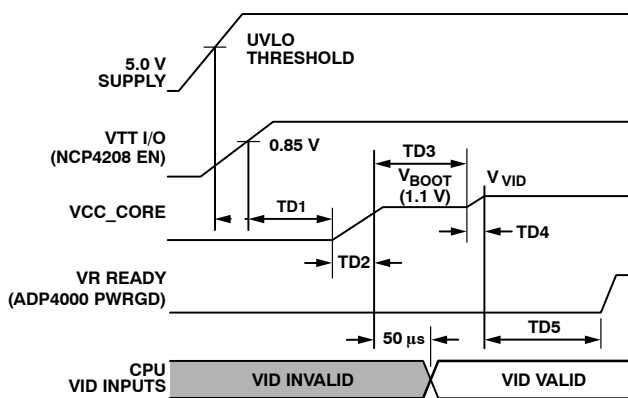 5.0 V
SUPPLY
UVLO
THRESHOLD
VTT I/O
(NCP4208 EN)
0.85 V
TD3
VBOOT
(1.1 V)
V VID
TD1
VCC_CORE
TD4
TD2
VR READY
(ADP4000 PWRGD)
50 µs
TD5
CPU
VID INPUTS
VID INVALID
VID VALID